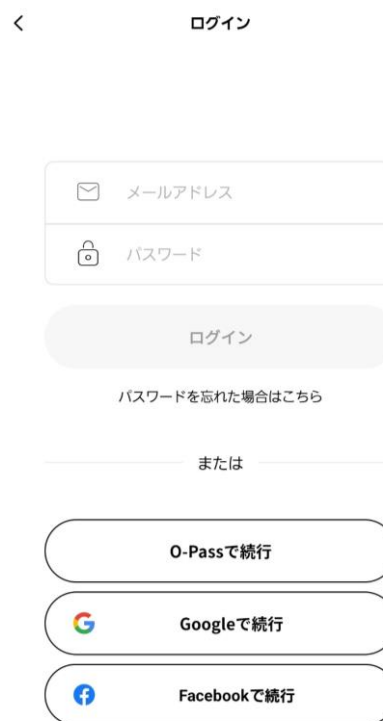 ログイン
メールアドレス
パスワード
ログイン
パスワードを忘れた場合はこちら
または
O-Passで続行
Googleで続行
Facebookで続行